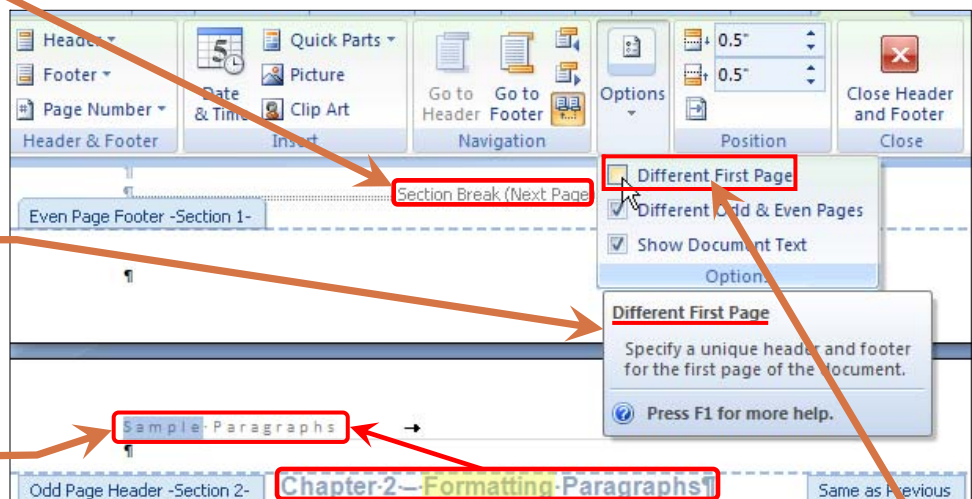 Header
Footer
Page Number
Header & Footer
5
Date
& Time
Quick Parts
Picture
Clip Art
Insert
Go to
Header
Go to
Footer
Navigation
Options
0.5"
0.5"
Position
Close Header
and Footer
Close
¶
¶
Section Break (Next Page
Even Page Footer -Section 1-
¶
Different First Page
Different Odd & Even Pages
Show Document Text
Options
Different First Page
Specify a unique header and footer
for the first page of the document.
Press F1 for more help.
Sample·Paragraphs →
¶
Odd Page Header -Section 2-
Chapter·2·–·Formatting·Paragraphs¶
Same as Previous